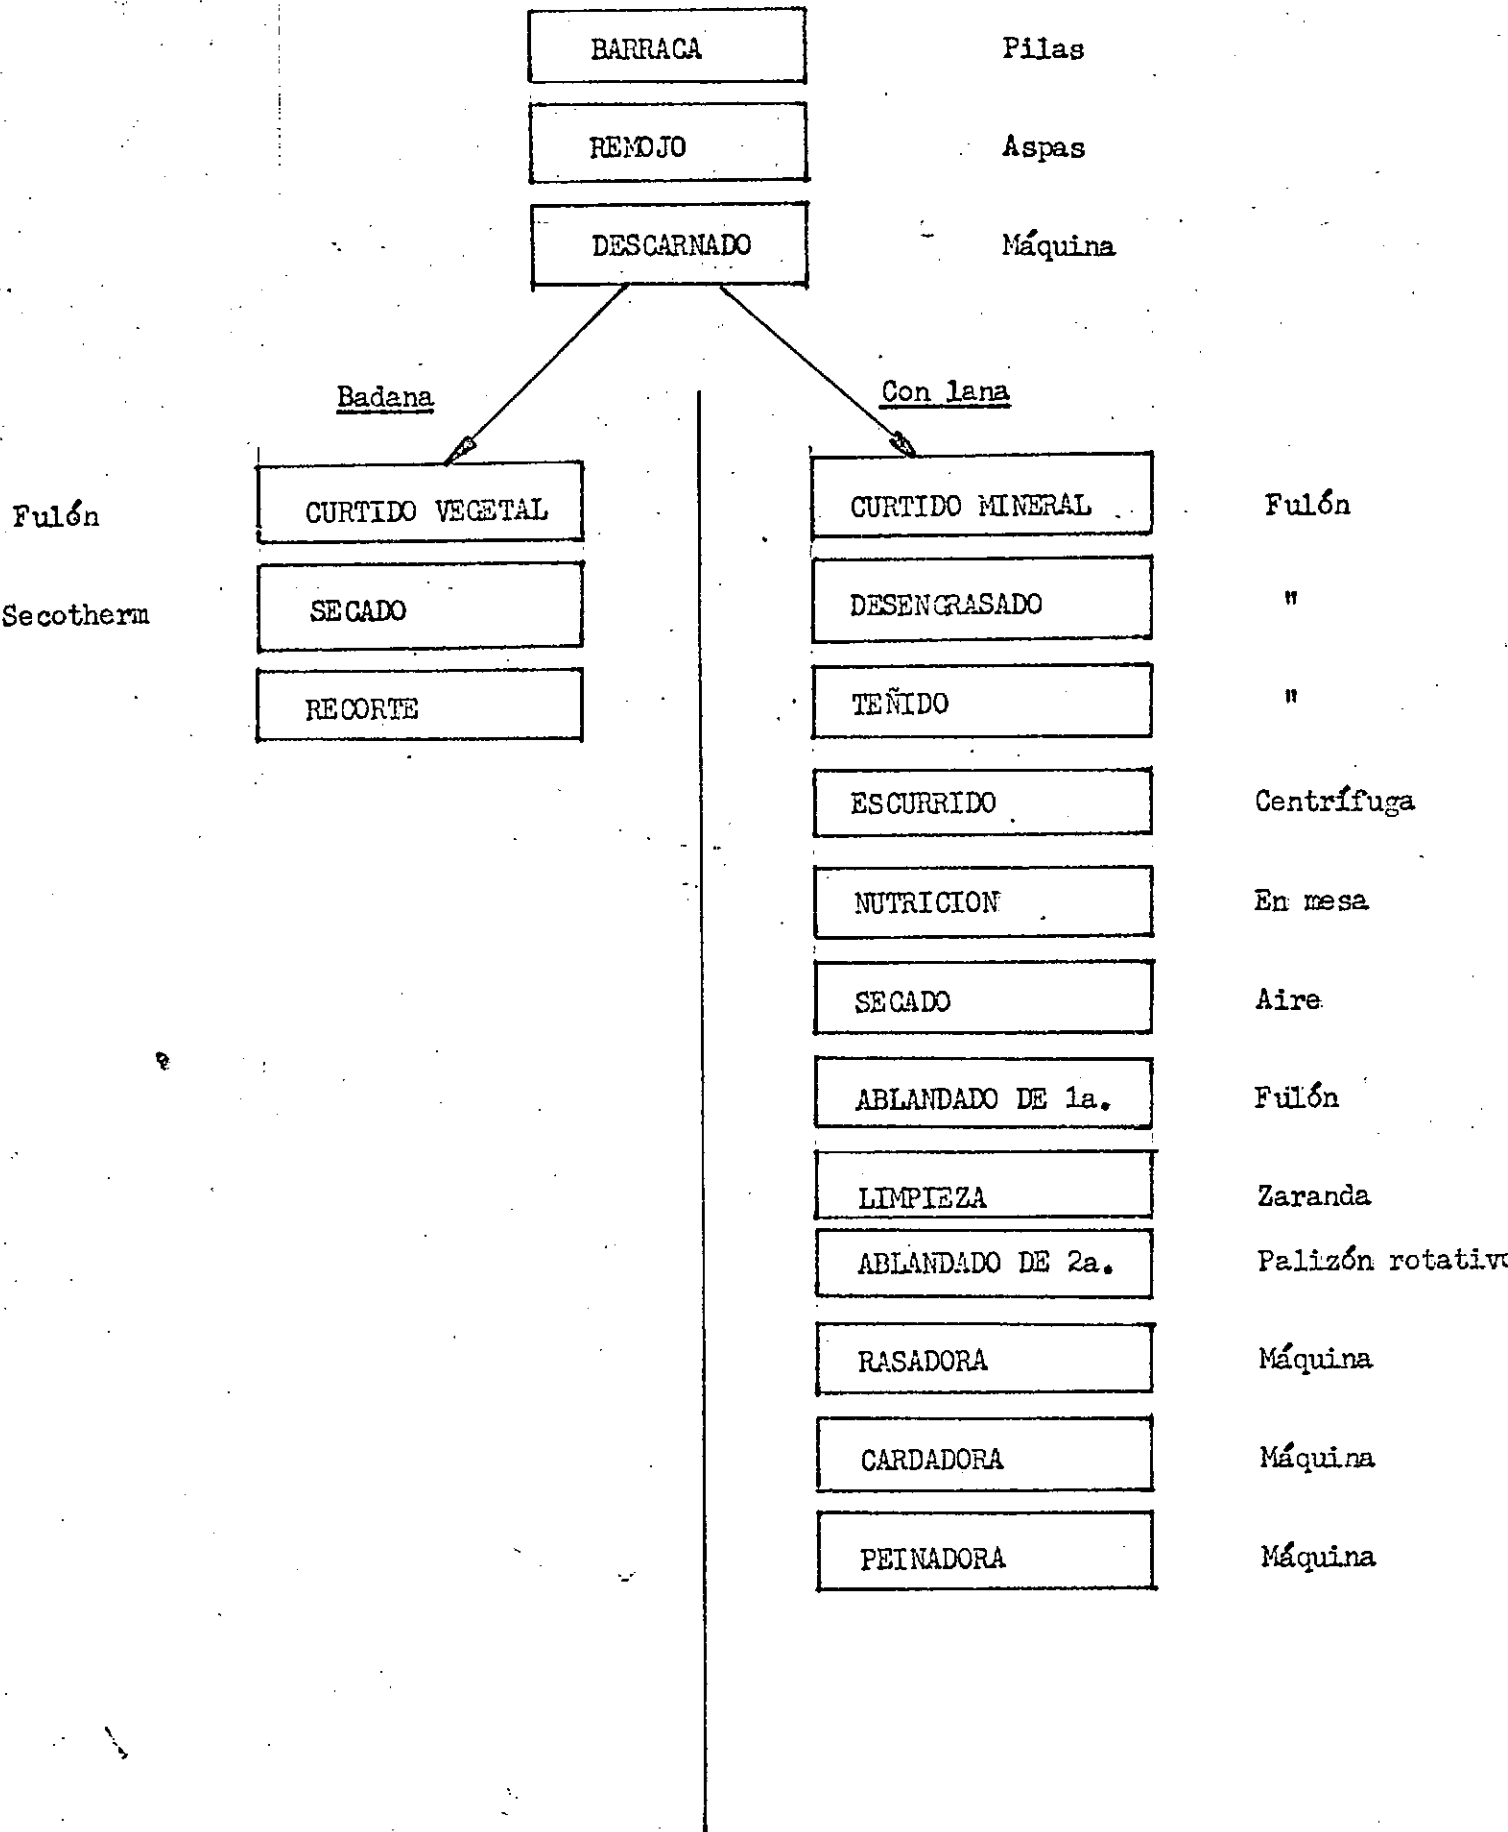 BARRACA Pilas
REMOJO Aspas
DESCARNADO Máquina
Badana
Fulón CURTIDO VEGETAL
Secotherm SECADO
RECORTE
Con lana
CURTIDO MINERAL Fulón
DESENGRASADO "
TEÑIDO "
ESCURRIDO Centrífuga
NUTRICION En mesa
SECADO Aire
ABLANDADO DE 1a. Fulón
LIMPIEZA Zaranda
ABLANDADO DE 2a. Palizón rotativo
RASADORA Máquina
CARDADORA Máquina
PEINADORA Máquina